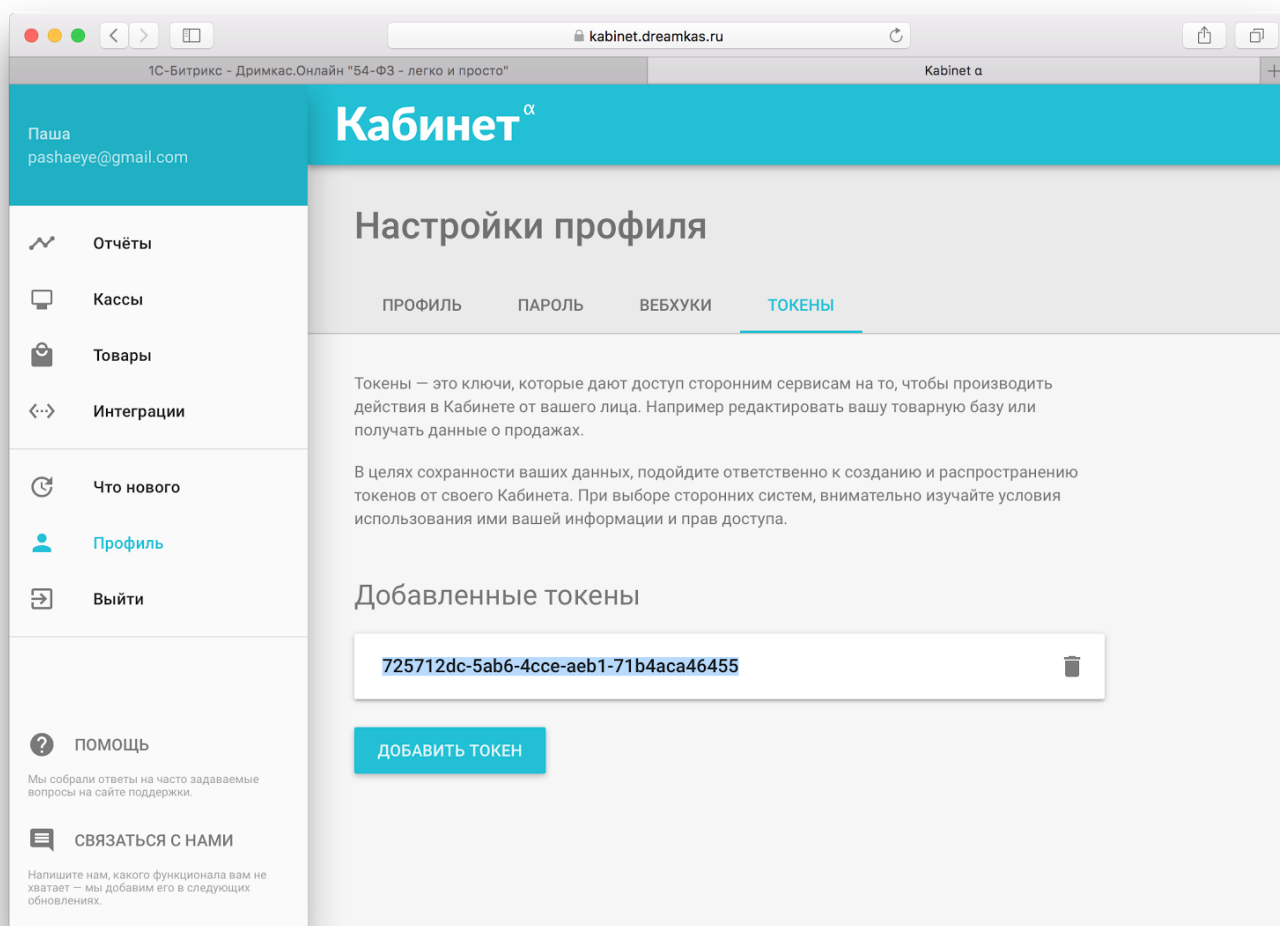 kabinet.dreamkas.ru
1С-Битрикс - Дримкас.Онлайн "54-ФЗ - легко и просто"
Kabinet α
Паша
pashaeye@gmail.com
Кабинет α
Отчёты
Кассы
Товары
Интеграции
Что нового
Профиль
Выйти
ПОМОЩЬ
Мы собрали ответы на часто задаваемые
вопросы на сайте поддержки.
СВЯЗАТЬСЯ С НАМИ
Напишите нам, какого функционала вам не
хватает — мы добавим его в следующих
обновлениях.
Настройки профиля
ПРОФИЛЬ ПАРОЛЬ ВЕБХУКИ ТОКЕНЫ
Токены — это ключи, которые дают доступ сторонним сервисам на то, чтобы производить
действия в Кабинете от вашего лица. Например редактировать вашу товарную базу или
получать данные о продажах.
В целях сохранности ваших данных, подойдите ответственно к созданию и распространению
токенов от своего Кабинета. При выборе сторонних систем, внимательно изучайте условия
использования ими вашей информации и прав доступа.
Добавленные токены
725712dc-5ab6-4cce-aeb1-71b4aca46455
ДОБАВИТЬ ТОКЕН